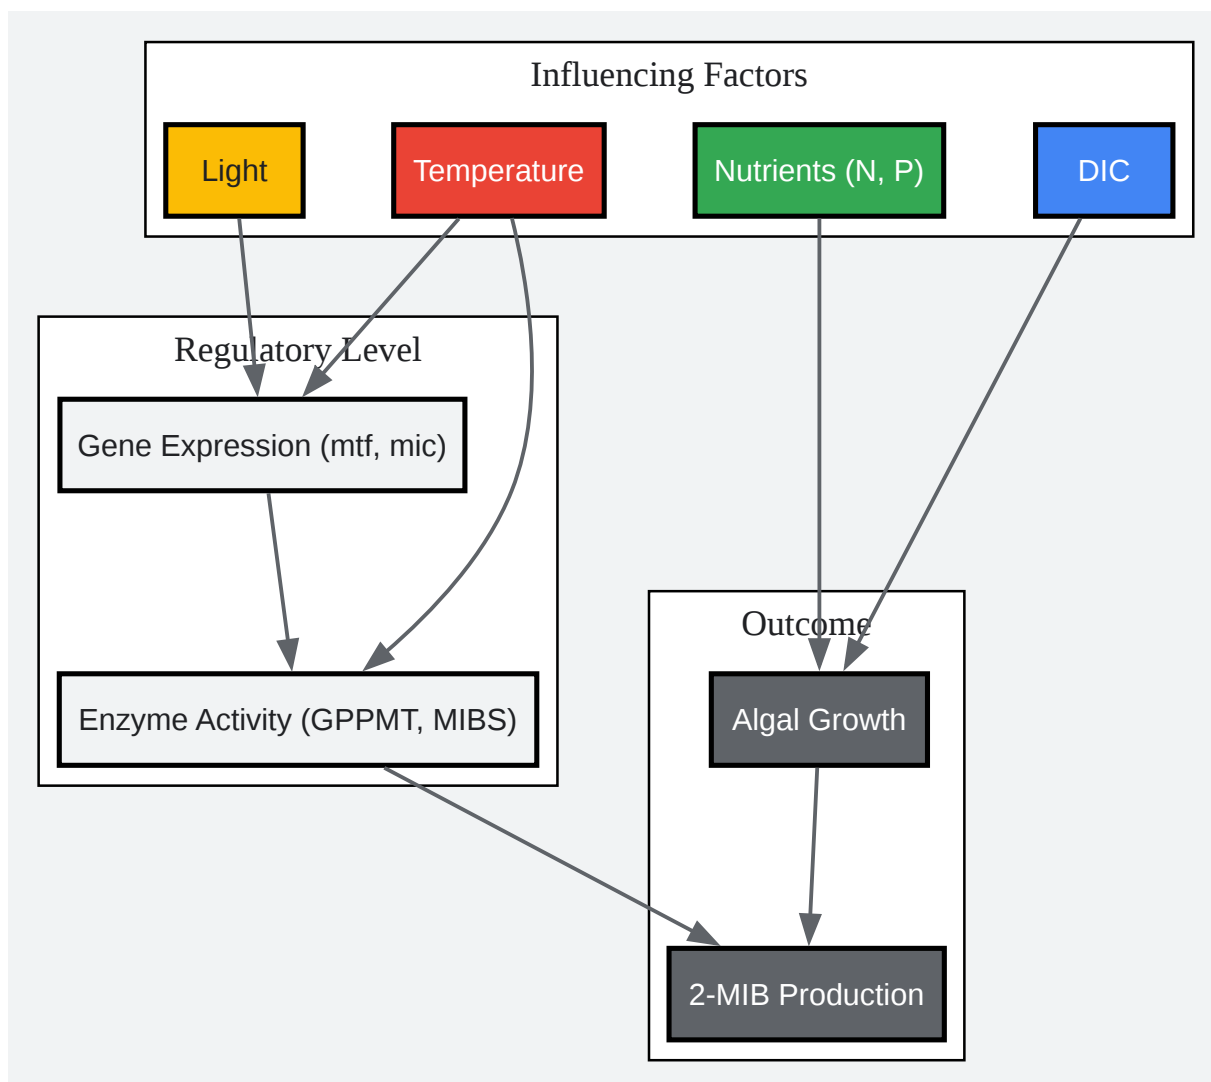 Influencing Factors
Light
Temperature
Nutrients (N, P)
DIC
Regulatory Level
Gene Expression (mtf, mic)
Enzyme Activity (GPPMT, MIBS)
Outcome
Algal Growth
2-MIB Production